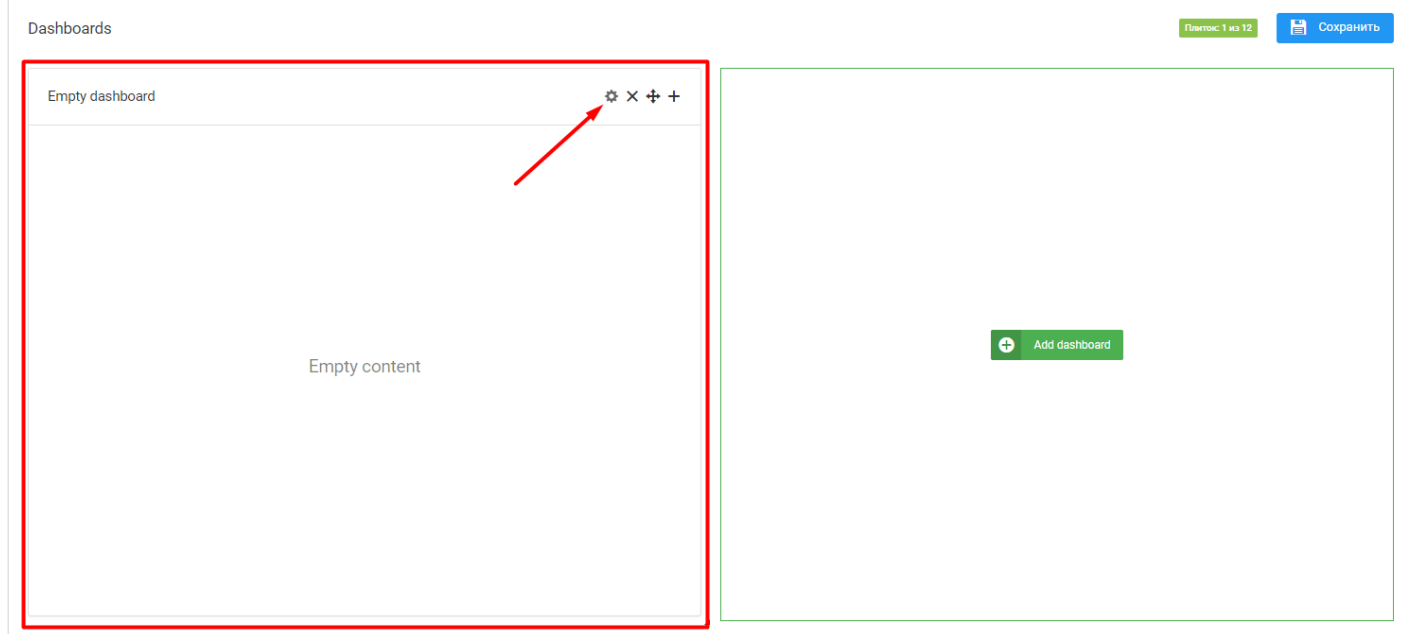 Dashboards
Плиток: 1 из 12
Сохранить
Empty dashboard
Empty content
Add dashboard